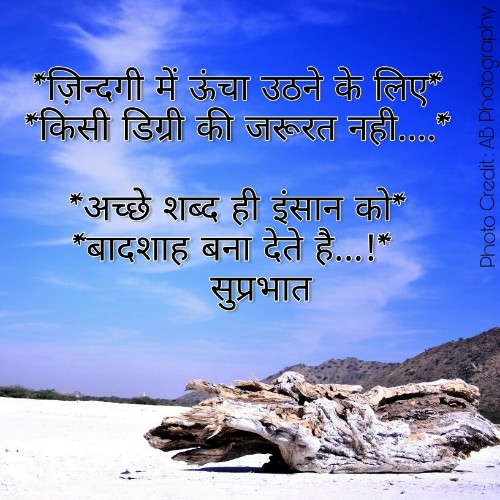 *ज़िन्दगी में ऊंचा उठने के लिए*
*किसी डिग्री की जरूरत नही....*
*अच्छे शब्द ही इंसान को*
*बादशाह बना देते है...!*
सुप्रभात
Photo Credit: AB Photography